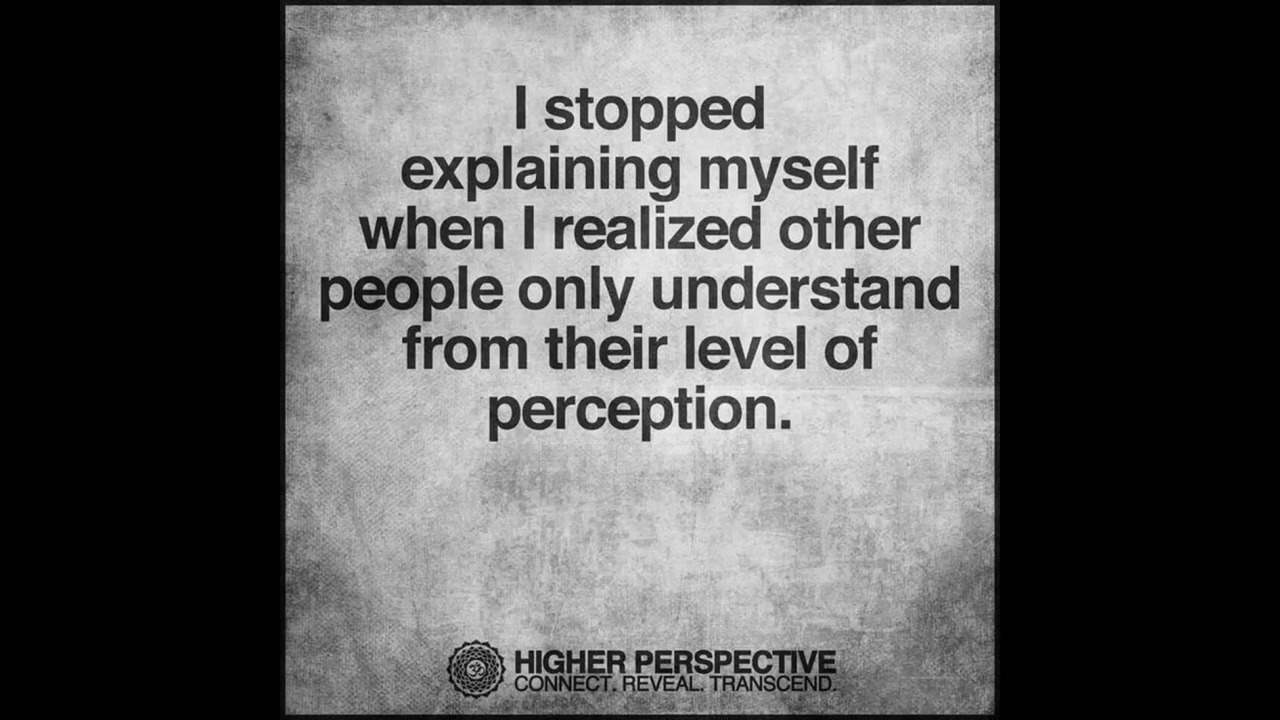 I stopped
explaining myself
when I realized other
people only understand
from their level of
perception.
HIGHER PERSPECTIVE
CONNECT. REVEAL. TRANSCEND.